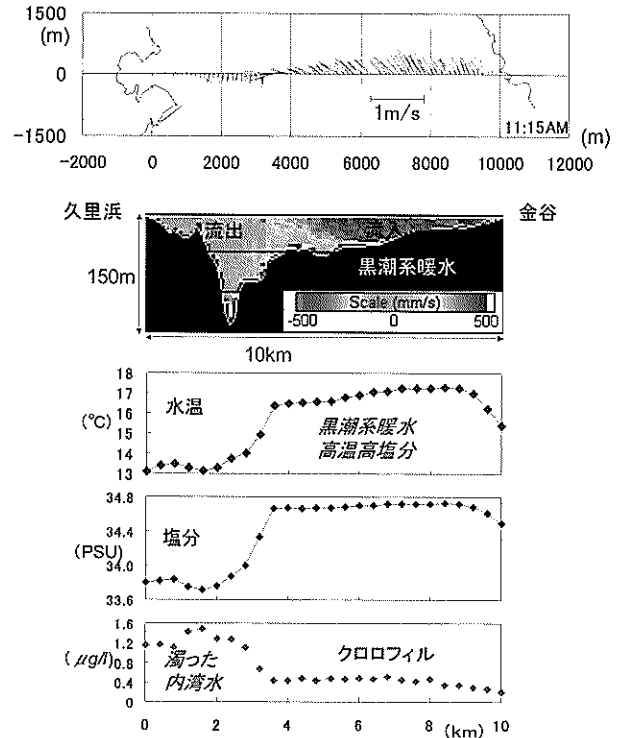 1500
(m)
0
-1500
1m/s
11:15AM
(m)
-2000 0 2000 4000 6000 8000 10000 12000
久里浜
金谷
流出
流入
黒潮系暖水
150m
Scale (mm/s)
-500 0 500
10km
18
17
16
15
14
13
(℃)
水温
黒潮系暖水
高温高塩分
34.8
34.4
34.0
33.6
(PSU)
塩分
1.6
1.2
0.8
0.4
0
(μg/l)
濁った
内湾水
クロロフィル
0 2 4 6 8 (km) 10